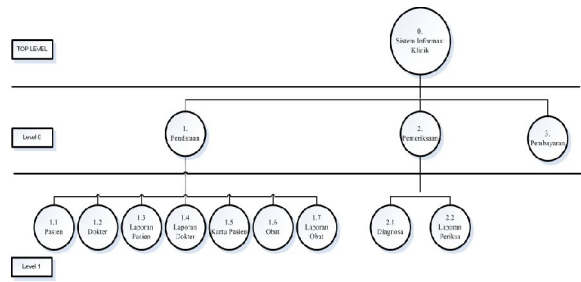 TOP LEVEL
0.
Sistem Informasi
Klinik
Level 0
1.
Pendataan
2.
Pemeriksaan
3.
Pembayaran
1.1
Pasien
1.2
Dokter
1.3
Laporan
Pasien
1.4
Laporan
Dokter
1.5
Kartu Pasien
1.6
Obat
1.7
Laporan
Obat
2.1
Diagnosa
2.2
Laporan
Periksa
Level 1